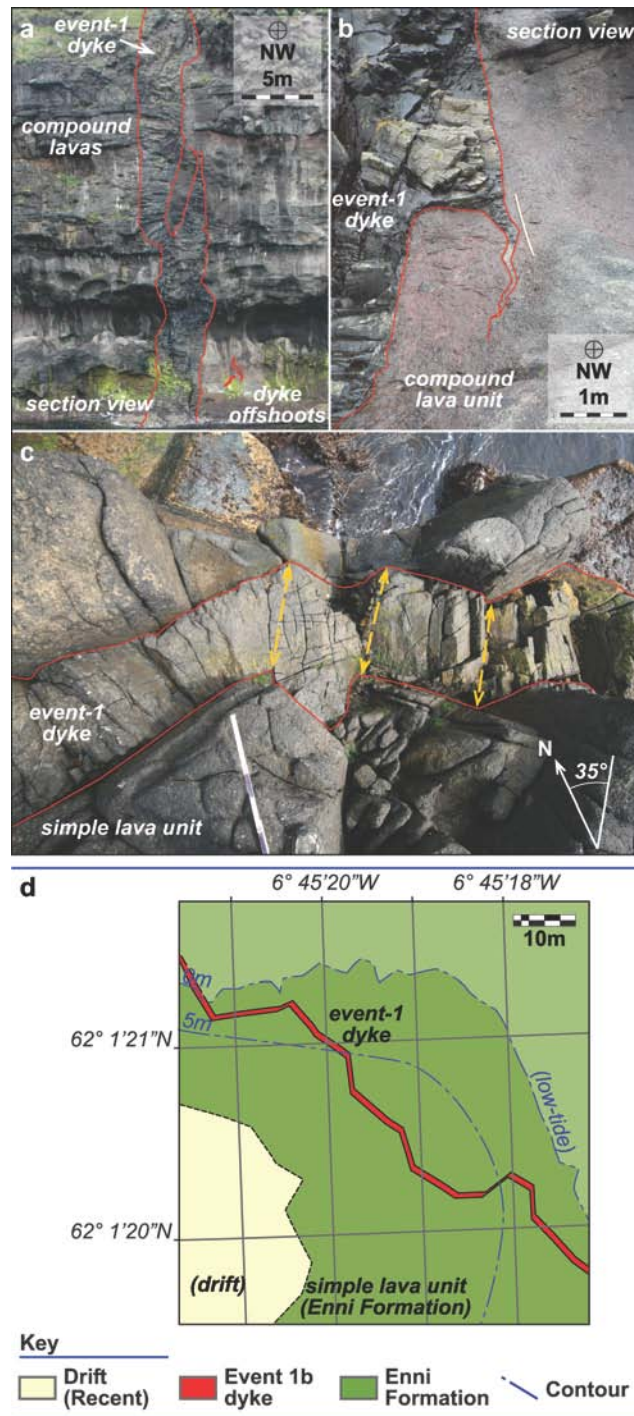 a
event-1
dyke
NW
5m
compound
lavas
section view
dyke
offshoots
b
section view
event-1
dyke
compound
lava unit
NW
1m
c
event-1
dyke
simple lava unit
N
35°
d
6° 45'20"W
6° 45'18"W
10m
0m
5m
event-1
dyke
62° 1'21"N
(low-tide)
62° 1'20"N
(drift)
simple lava unit
(Enni Formation)
Key
Drift
(Recent)
Event 1b
dyke
Enni
Formation
Contour